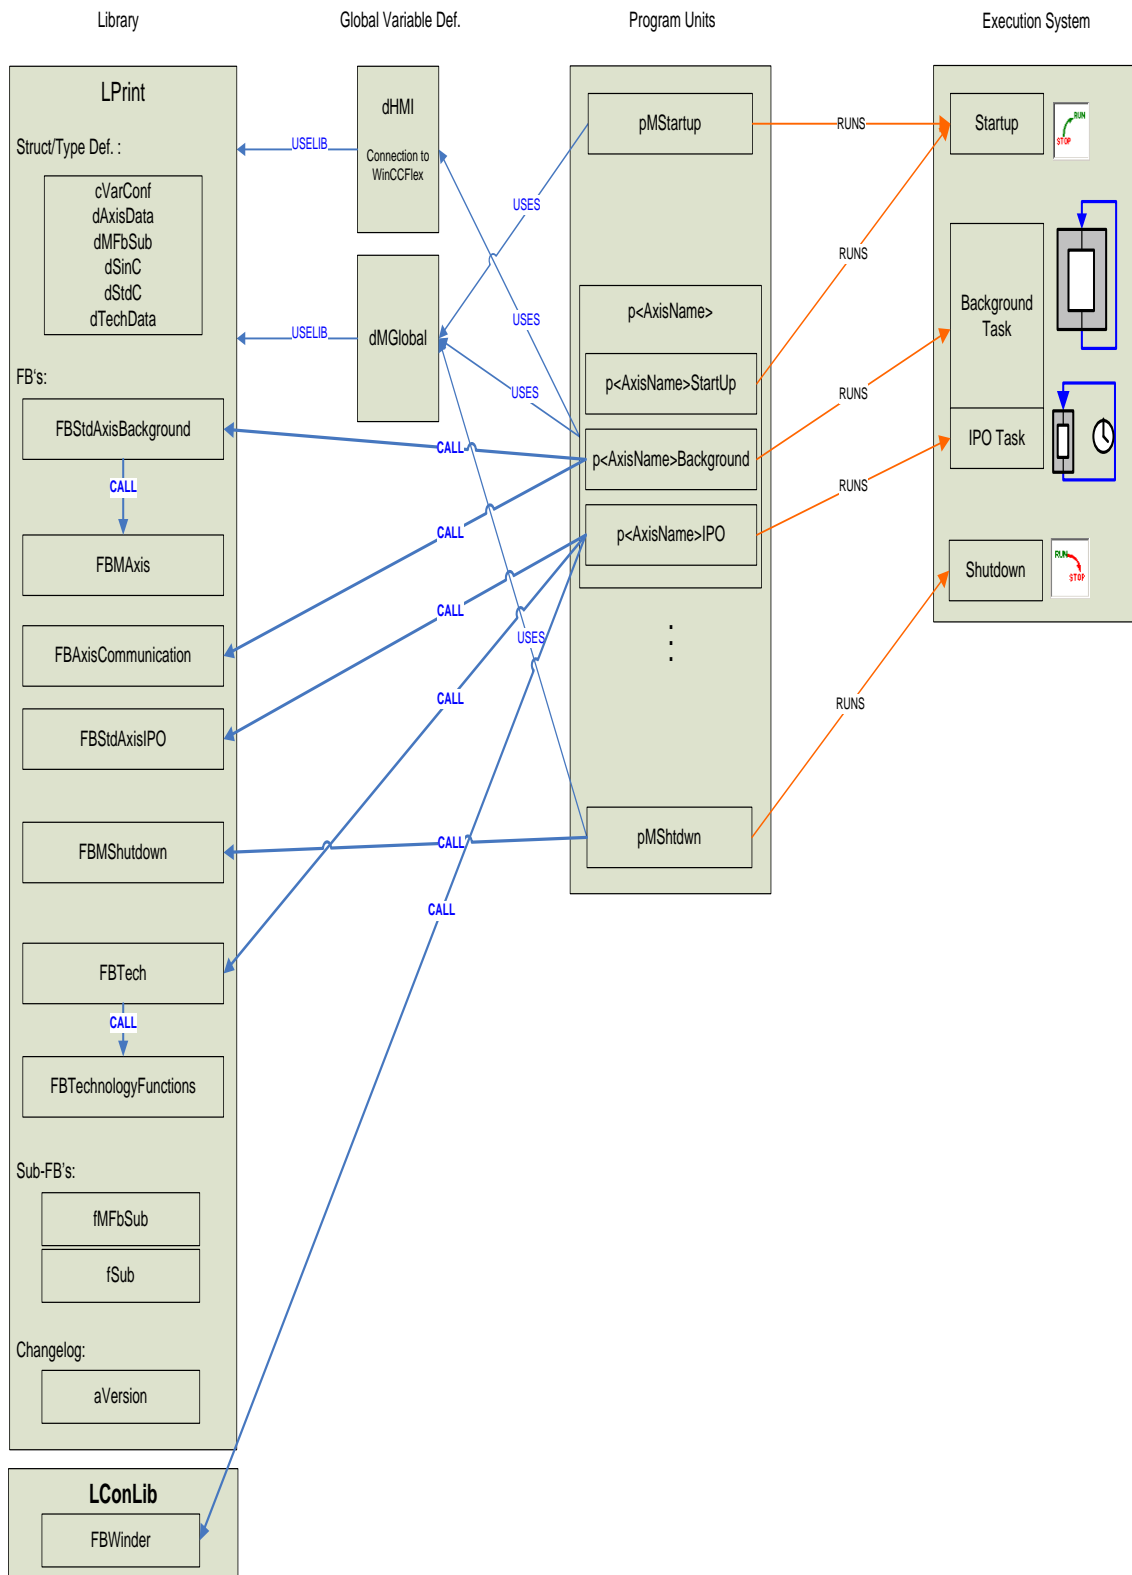 Library
Global Variable Def.
Program Units
Execution System
LPrint
Struct/Type Def. :
cVarConf
dAxisData
dMFbSub
dSinC
dStdC
dTechData
FB's:
FBStdAxisBackground
CALL
FBMAxis
FBAxisCommunication
FBStdAxisIPO
FBMShutdown
FBTech
CALL
FBTechnologyFunctions
Sub-FB's:
fMFbSub
fSub
Changelog:
aVersion
LConLib
FBWinder
USELIB
USELIB
dHMI
Connection to
WinCCFlex
dMGlobal
USES
USES
USES
USES
CALL
CALL
CALL
CALL
CALL
CALL
pMStartup
p<AxisName>
p<AxisName>StartUp
p<AxisName>Background
p<AxisName>IPO
pMShtdwn
RUNS
RUNS
RUNS
RUNS
RUNS
Startup
RUN
STOP
Background
Task
IPO Task
Shutdown
RUN
STOP